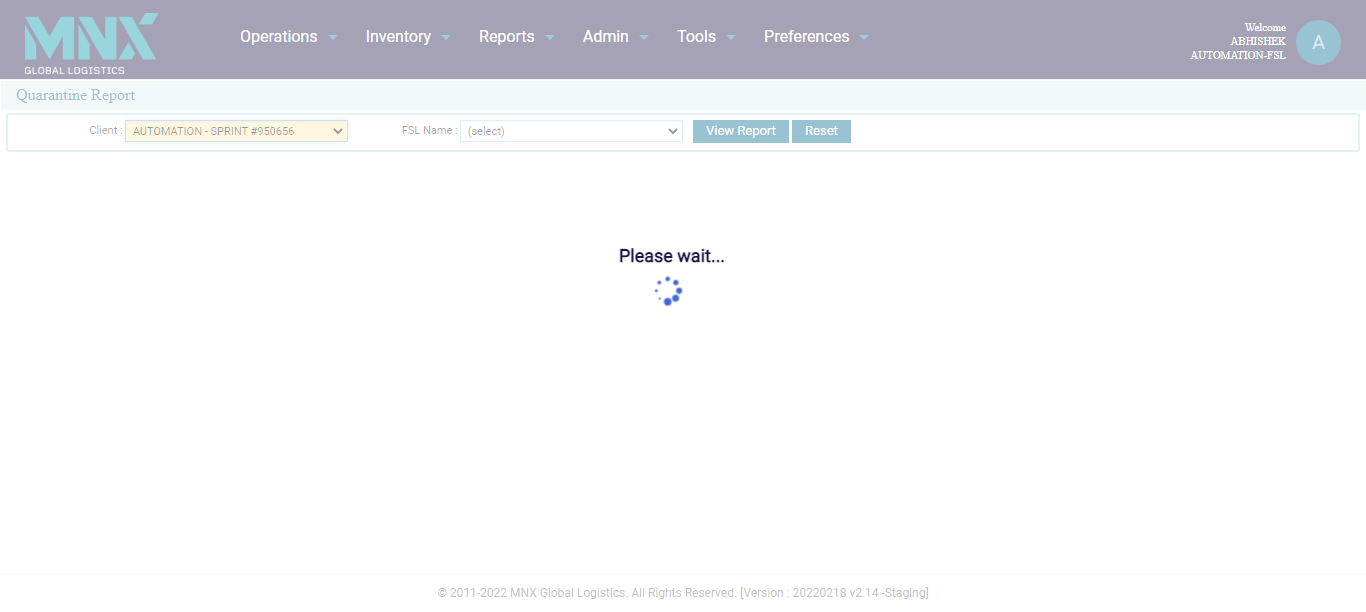 MNX
GLOBAL LOGISTICS
Operations Inventory Reports Admin Tools Preferences
Welcome
ABHISHEK
AUTOMATION-FSL
A
Quarantine Report
Client : AUTOMATION - SPRINT #950656 FSL Name : (select) View Report Reset
Please wait...
© 2011-2022 MNX Global Logistics. All Rights Reserved. [Version : 20220218 v2.14 -Staging]